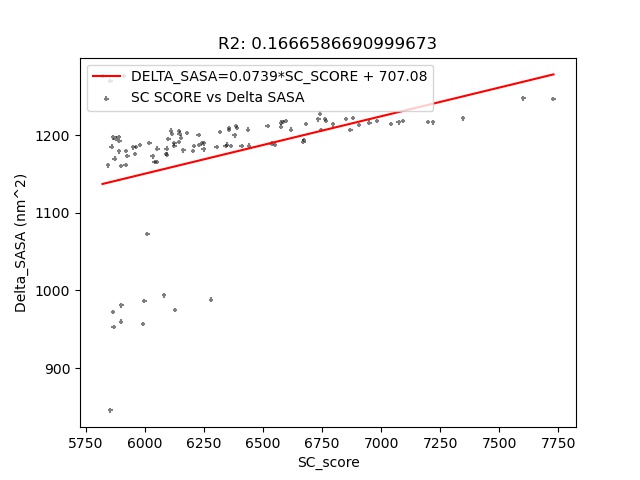 R2: 0.1666586690999673
DELTA_SASA=0.0739*SC_SCORE + 707.08
SC SCORE vs Delta SASA
Delta_SASA (nm^2)
1200
1100
1000
900
5750 6000 6250 6500 6750 7000 7250 7500 7750
SC_score